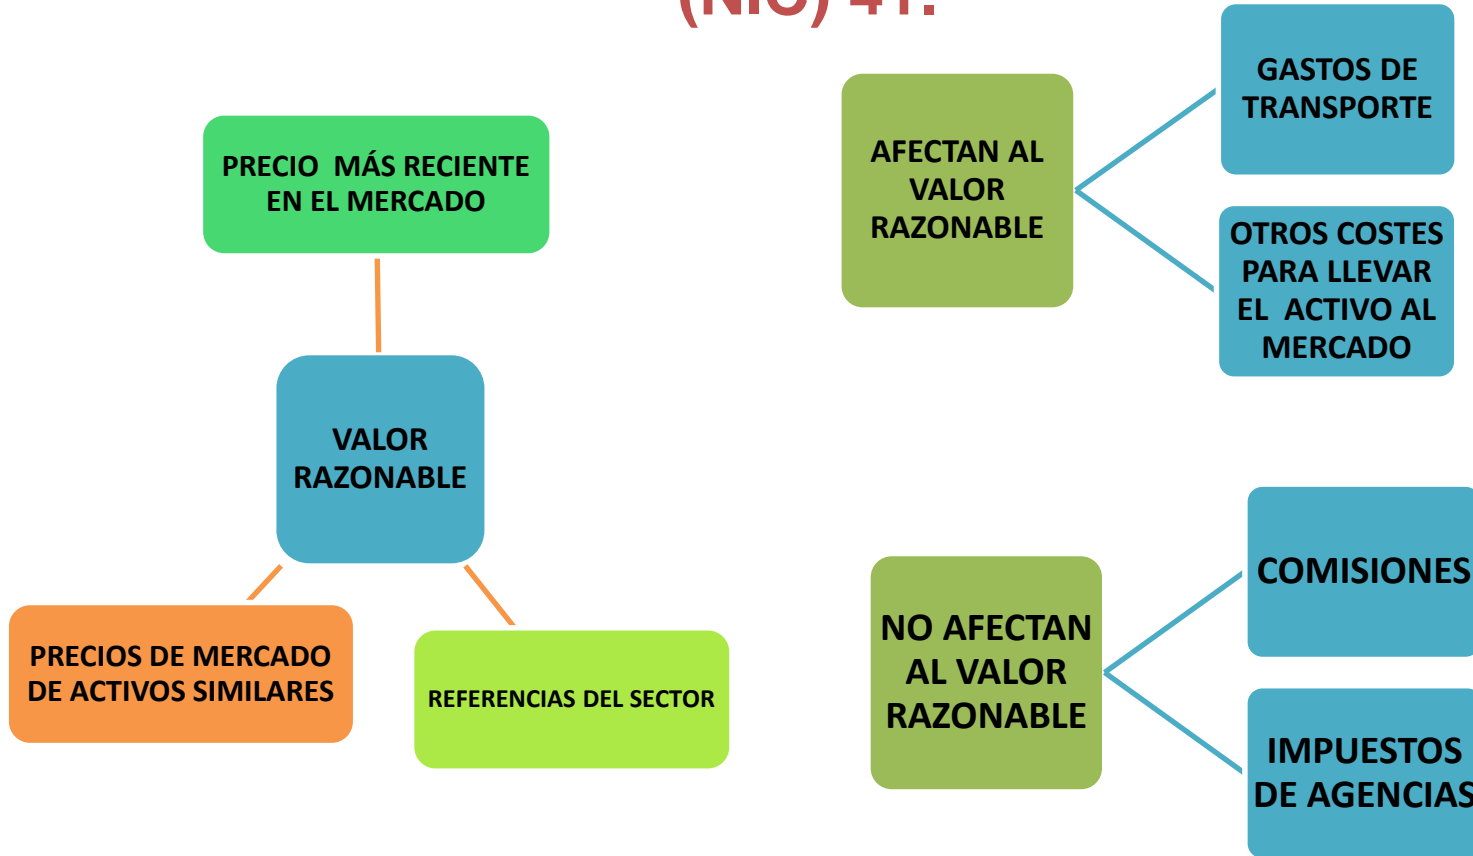 (NIC) 41.
PRECIO MÁS RECIENTE
EN EL MERCADO
VALOR
RAZONABLE
PRECIOS DE MERCADO
DE ACTIVOS SIMILARES
REFERENCIAS DEL SECTOR
AFECTAN AL
VALOR
RAZONABLE
GASTOS DE
TRANSPORTE
OTROS COSTES
PARA LLEVAR
EL ACTIVO AL
MERCADO
NO AFECTAN
AL VALOR
RAZONABLE
COMISIONES
IMPUESTOS
DE AGENCIAS